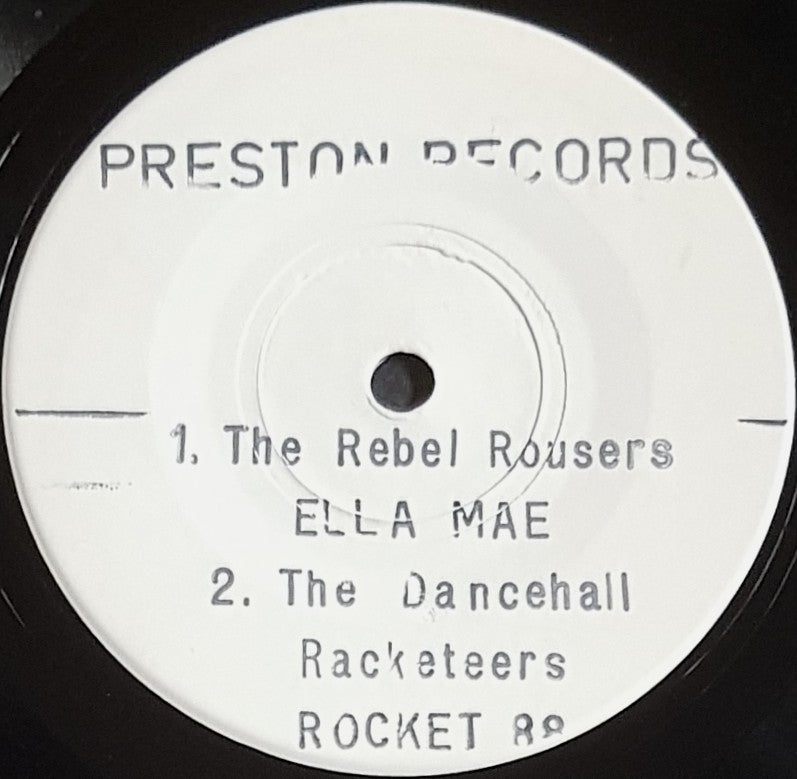 PRESTON RECORDS
1. The Rebel Rousers
ELLA MAE
2. The Dancehall
Racketeers
ROCKET 88